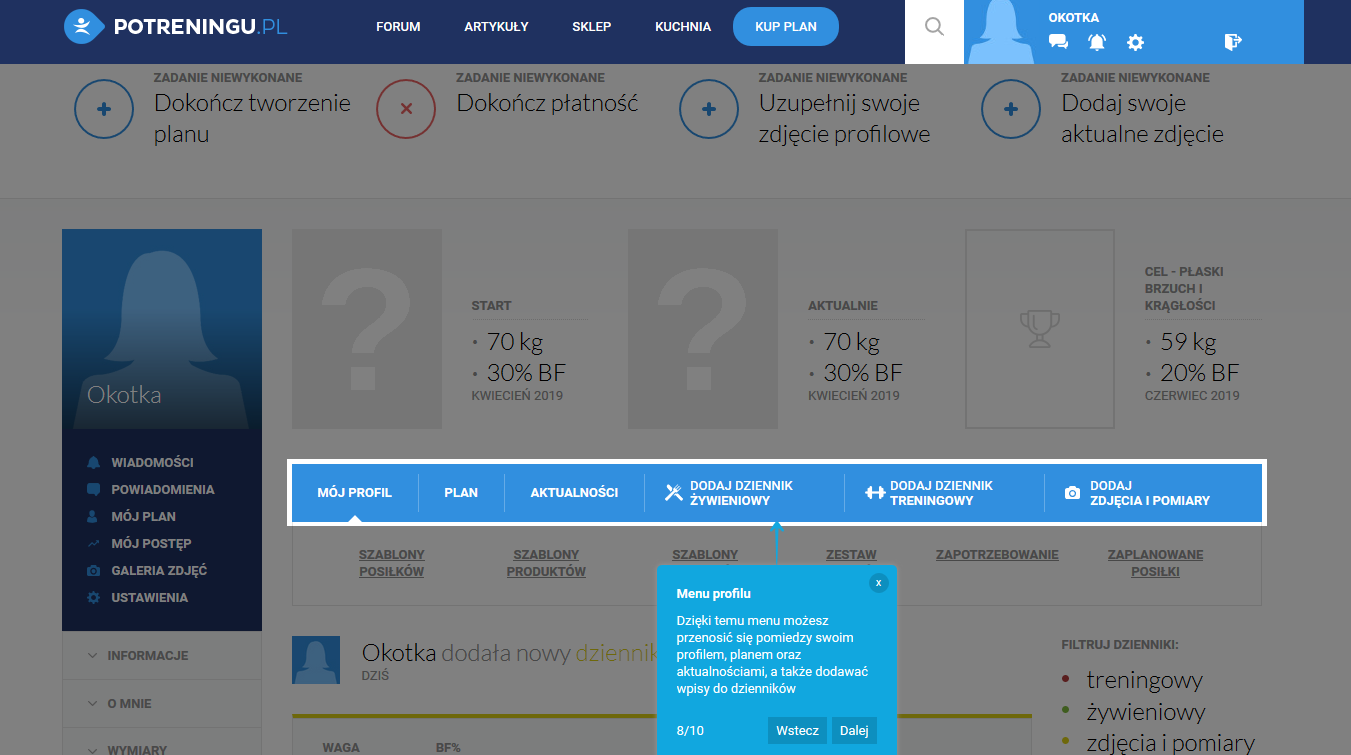 POTRENINGU.PL
FORUM
ARTYKUŁY
SKLEP
KUCHNIA
KUP PLAN
OKOTKA
ZADANIE NIEWYKONANE
Dokończ tworzenie
planu
ZADANIE NIEWYKONANE
Dokończ płatność
ZADANIE NIEWYKONANE
Uzupełnij swoje
zdjęcie profilowe
ZADANIE NIEWYKONANE
Dodaj swoje
aktualne zdjęcie
Okotka
WIADOMOŚCI
POWIADOMIENIA
MÓJ PLAN
MÓJ POSTĘP
GALERIA ZDJĘĆ
USTAWIENIA
INFORMACJE
O MNIE
WYMIARY
?
START
• 70 kg
• 30% BF
KWIECIEŃ 2019
?
AKTUALNIE
• 70 kg
• 30% BF
KWIECIEŃ 2019
CEL - PŁASKI
BRZUCH I
KRĄGŁOŚCI
• 59 kg
• 20% BF
CZERWIEC 2019
MÓJ PROFIL
PLAN
AKTUALNOŚCI
DODAJ DZIENNIK
ŻYWIENIOWY
DODAJ DZIENNIK
TRENINGOWY
DODAJ
ZDJĘCIA I POMIARY
SZABLONY
POSIŁKÓW
SZABLONY
PRODUKTÓW
SZABLONY
ZESTAW
ZAPOTRZEBOWANIE
ZAPLANOWANE
POSIŁKI
x
Menu profilu
Dzięki temu menu możesz
przenosić się pomiedzy swoim
profilem, planem oraz
aktualnościami, a także dodawać
wpisy do dzienników
8/10
Wstecz
Dalej
Okotka dodała nowy dziennik
DZIŚ
WAGA
BF%
FILTRUJ DZIENNIKI:
• treningowy
• żywieniowy
• zdjęcia i pomiary